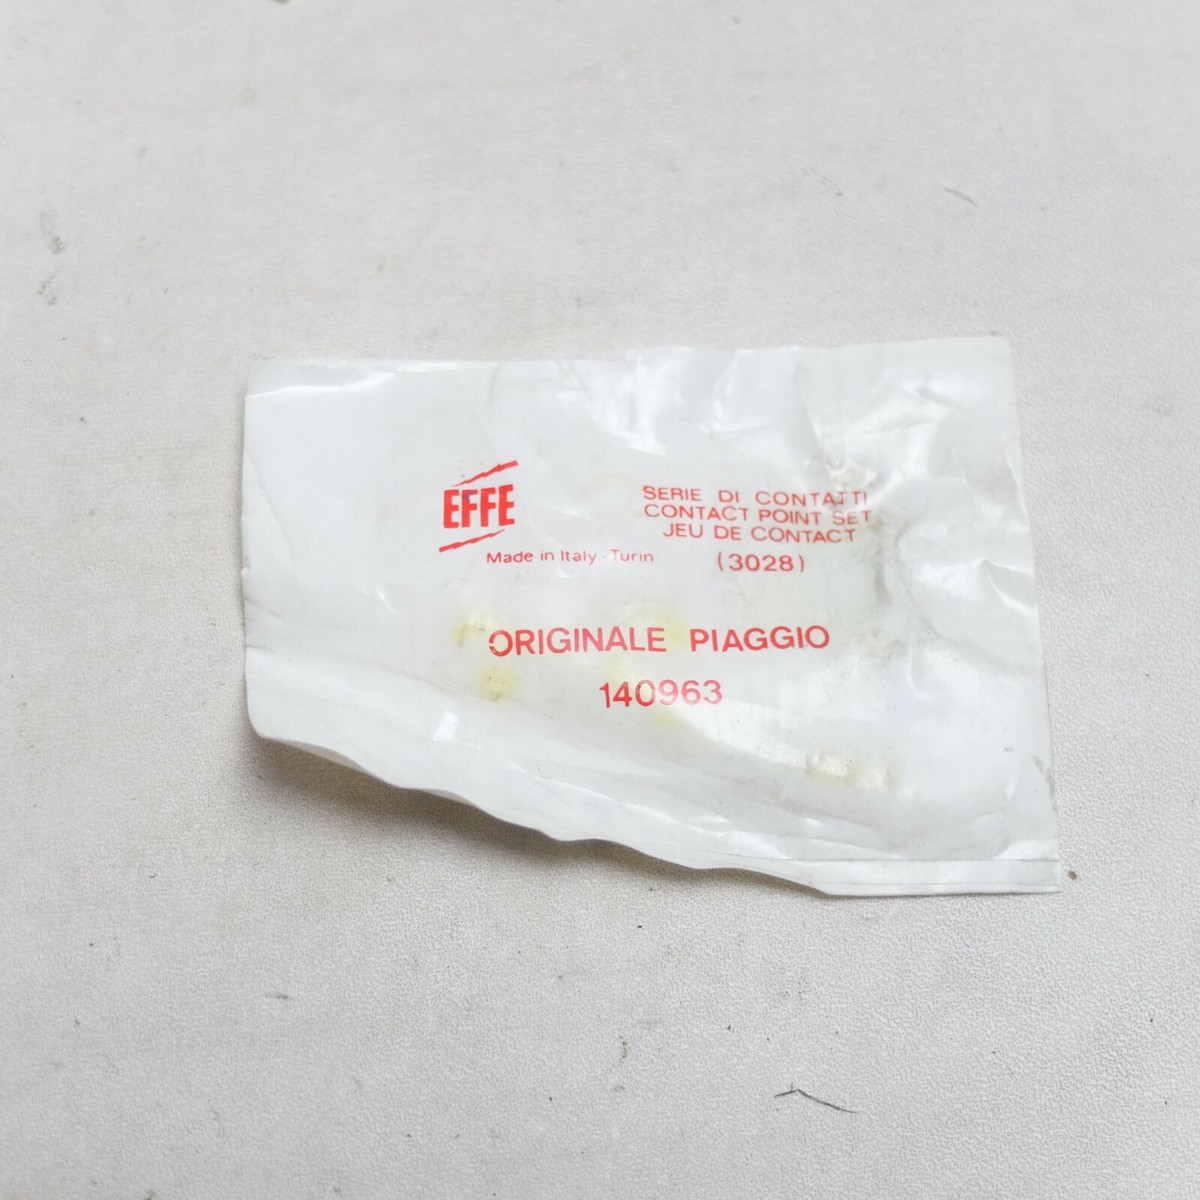 EFFE
Made in Italy - Turin
SERIE DI CONTATTI
CONTACT POINT SET
JEU DE CONTACT
(3028)
ORIGINALE PIAGGIO
140963